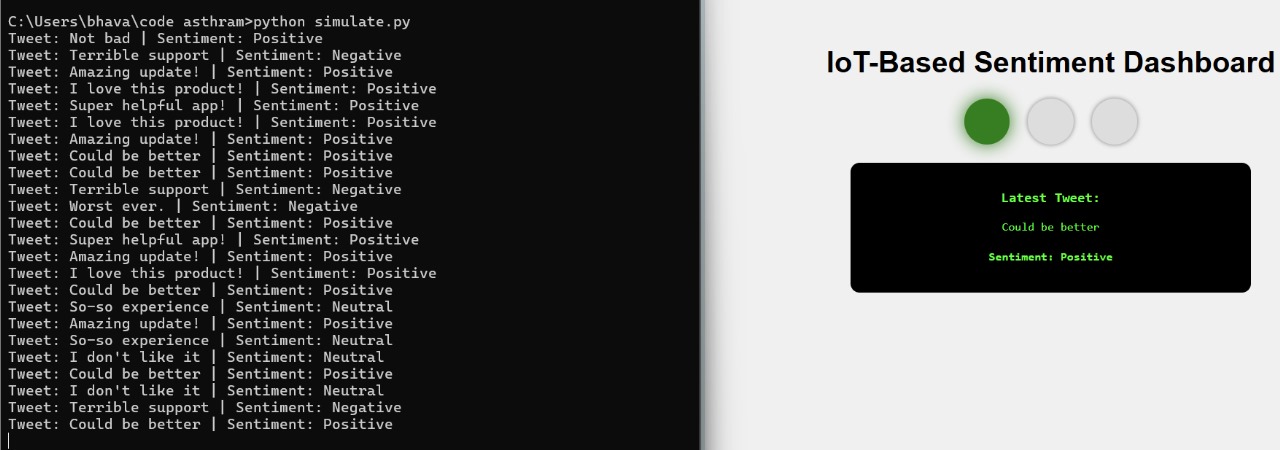 C:\Users\bhava\code asthram>python simulate.py
Tweet: Not bad | Sentiment: Positive
Tweet: Terrible support | Sentiment: Negative
Tweet: Amazing update! | Sentiment: Positive
Tweet: I love this product! | Sentiment: Positive
Tweet: Super helpful app! | Sentiment: Positive
Tweet: I love this product! | Sentiment: Positive
Tweet: Amazing update! | Sentiment: Positive
Tweet: Could be better | Sentiment: Positive
Tweet: Could be better | Sentiment: Positive
Tweet: Terrible support | Sentiment: Negative
Tweet: Worst ever. | Sentiment: Negative
Tweet: Could be better | Sentiment: Positive
Tweet: Super helpful app! | Sentiment: Positive
Tweet: Amazing update! | Sentiment: Positive
Tweet: I love this product! | Sentiment: Positive
Tweet: Could be better | Sentiment: Positive
Tweet: So-so experience | Sentiment: Neutral
Tweet: Amazing update! | Sentiment: Positive
Tweet: So-so experience | Sentiment: Neutral
Tweet: I don't like it | Sentiment: Neutral
Tweet: Could be better | Sentiment: Positive
Tweet: I don't like it | Sentiment: Neutral
Tweet: Terrible support | Sentiment: Negative
Tweet: Could be better | Sentiment: Positive
IoT-Based Sentiment Dashboard
Latest Tweet:
Could be better
Sentiment: Positive